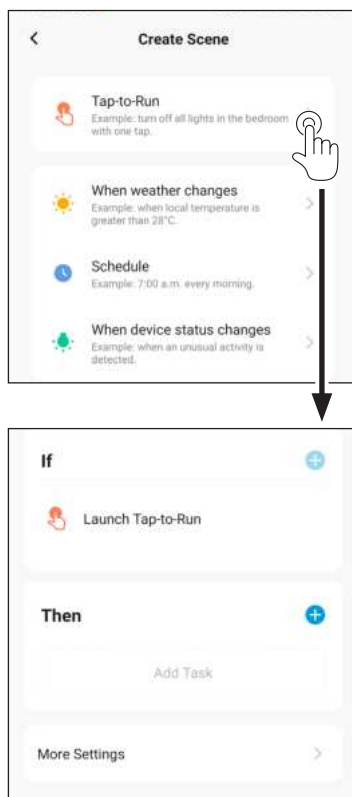 Create Scene
Tap-to-Run
Example: turn off all lights in the bedroom
with one tap.
When weather changes
Example: when local temperature is
greater than 28°C.
Schedule
Example: 7:00 a.m. every morning.
When device status changes
Example: when an unusual activity is
detected.
If
Launch Tap-to-Run
Then
Add Task
More Settings